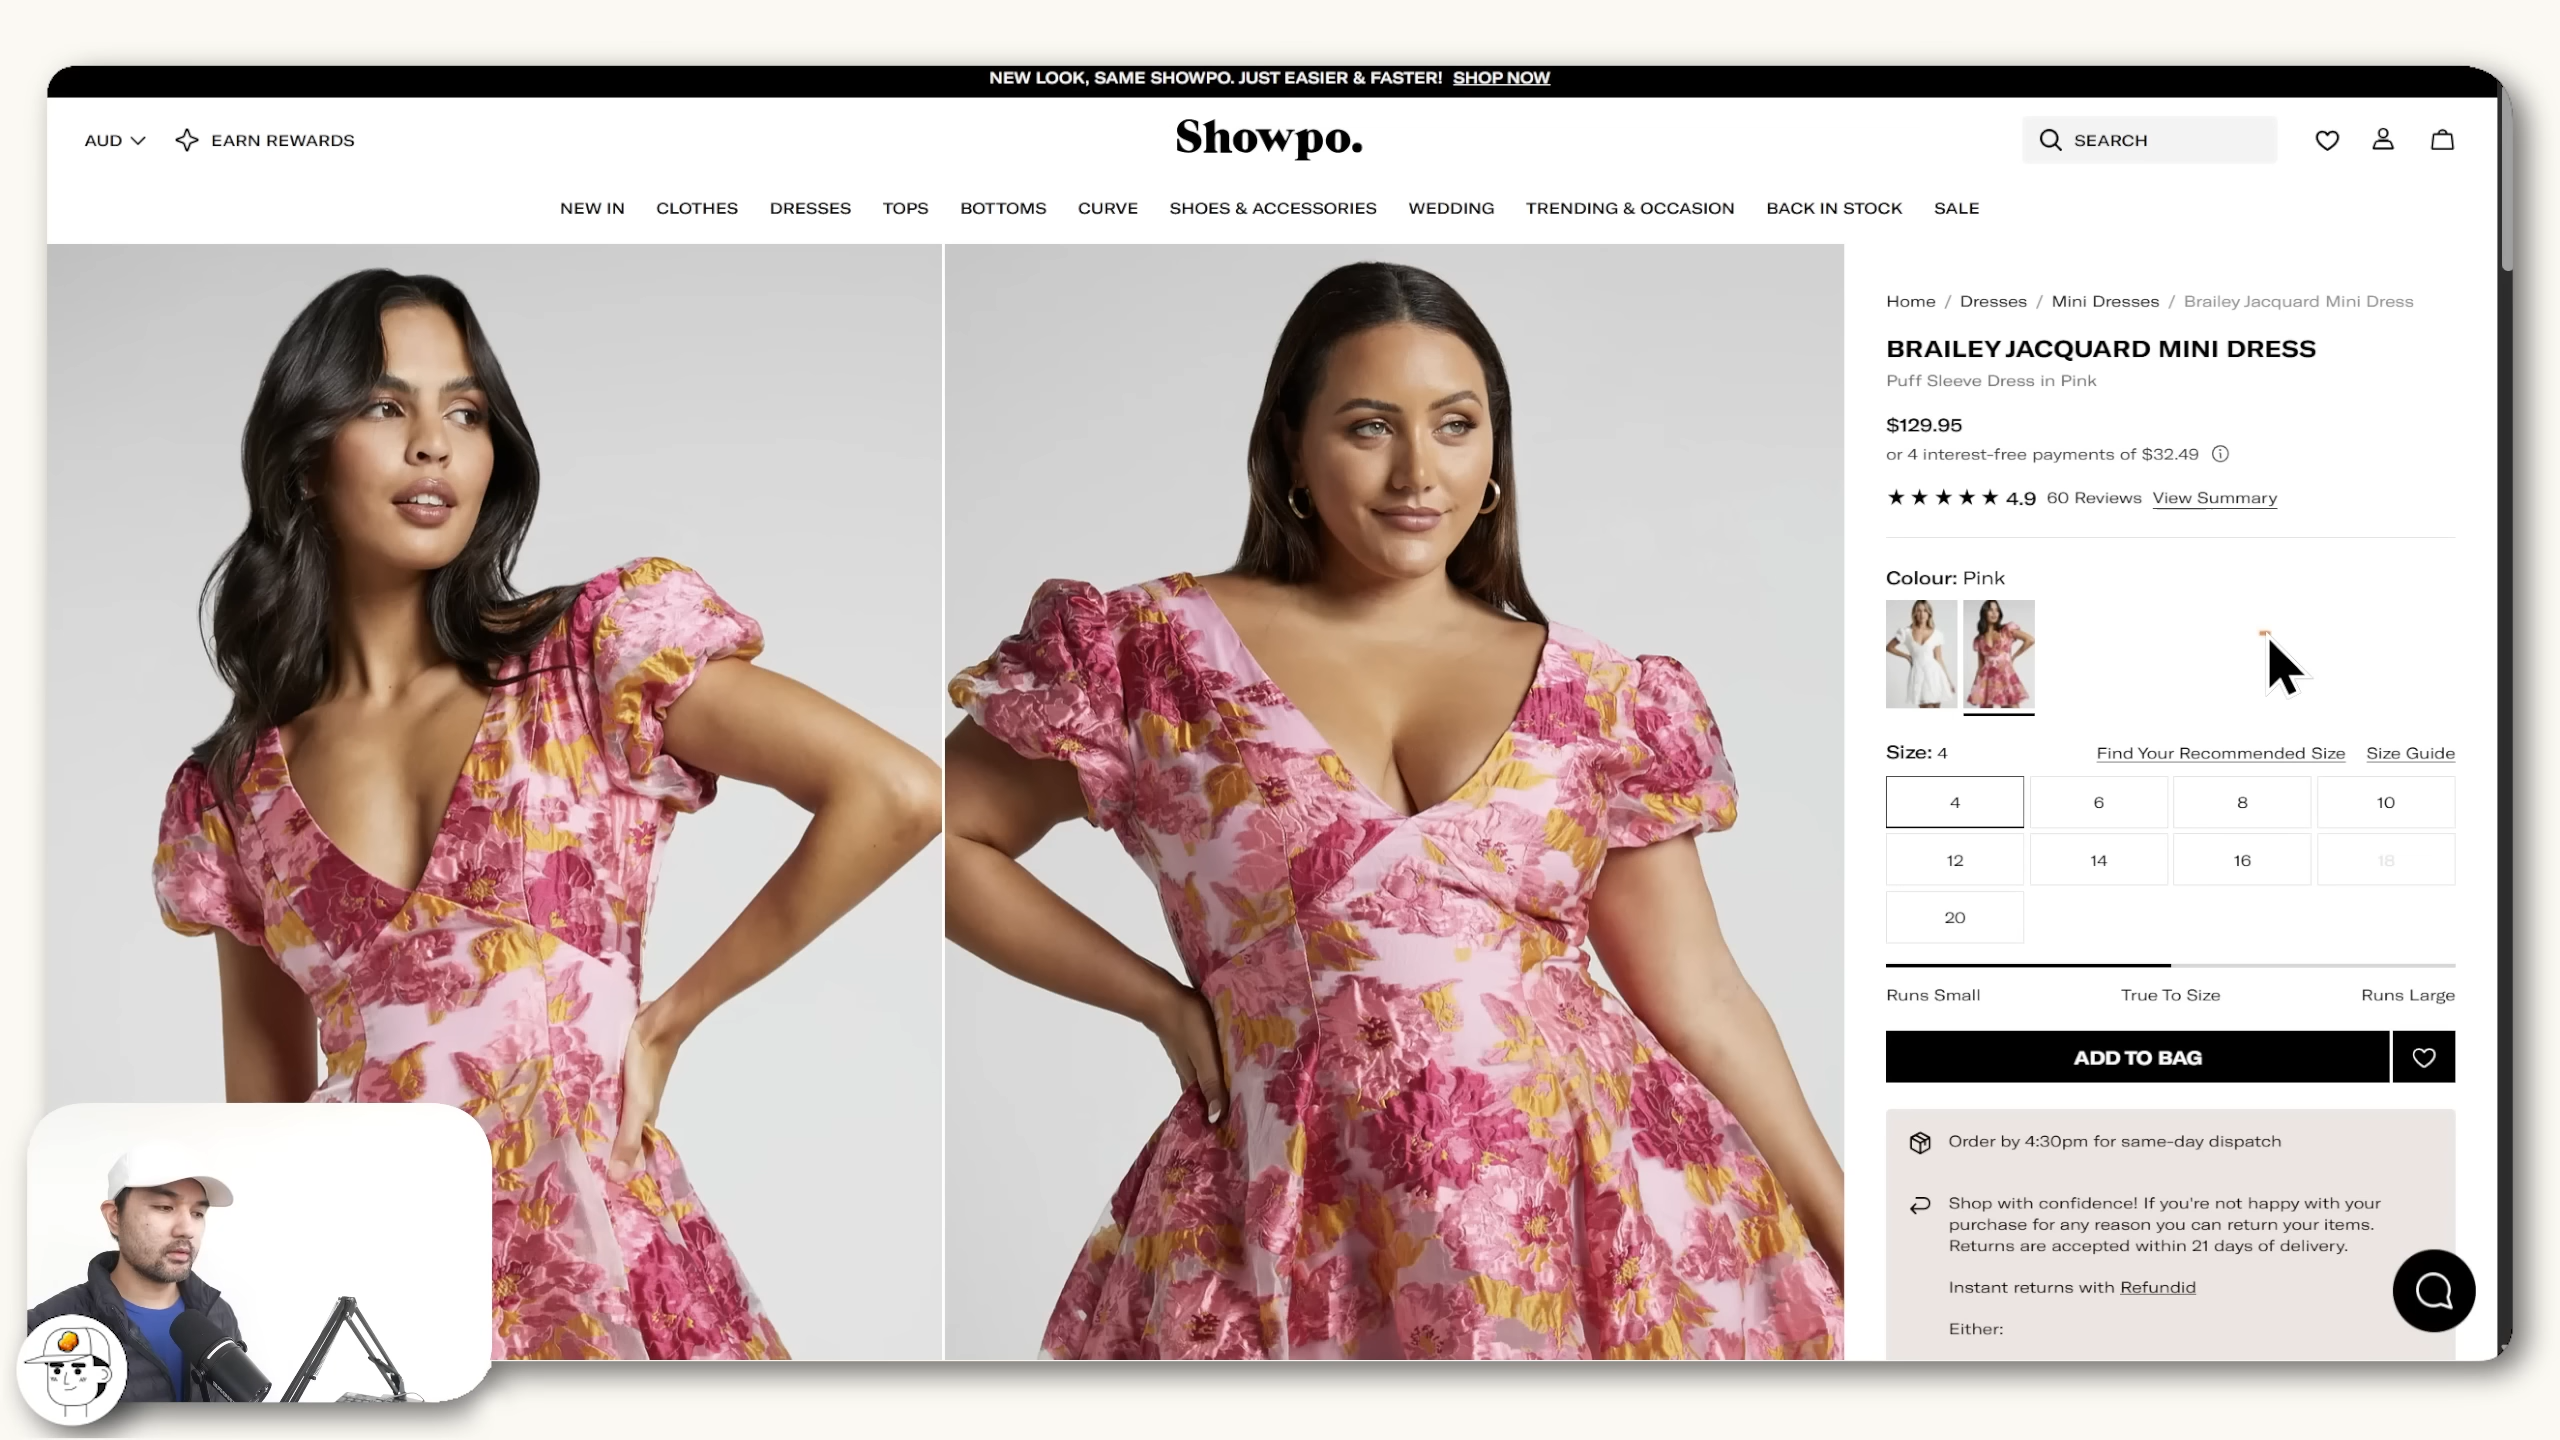 NEW LOOK, SAME SHOWPO. JUST EASIER & FASTER! SHOP NOW
AUD EARN REWARDS
Showpo.
SEARCH
NEW IN CLOTHES DRESSES TOPS BOTTOMS CURVE SHOES & ACCESSORIES WEDDING TRENDING & OCCASION BACK IN STOCK SALE
Home / Dresses / Mini Dresses / Brailey Jacquard Mini Dress
BRAILEY JACQUARD MINI DRESS
Puff Sleeve Dress in Pink
$129.95
or 4 interest-free payments of $32.49
4.9 60 Reviews View Summary
Colour: Pink
Size: 4 Find Your Recommended Size Size Guide
4 6 8 10
12 14 16 18
20
Runs Small True To Size Runs Large
ADD TO BAG
Order by 4:30pm for same-day dispatch
Shop with confidence! If you're not happy with your
purchase for any reason you can return your items.
Returns are accepted within 21 days of delivery.
Instant returns with Refundid
Either: